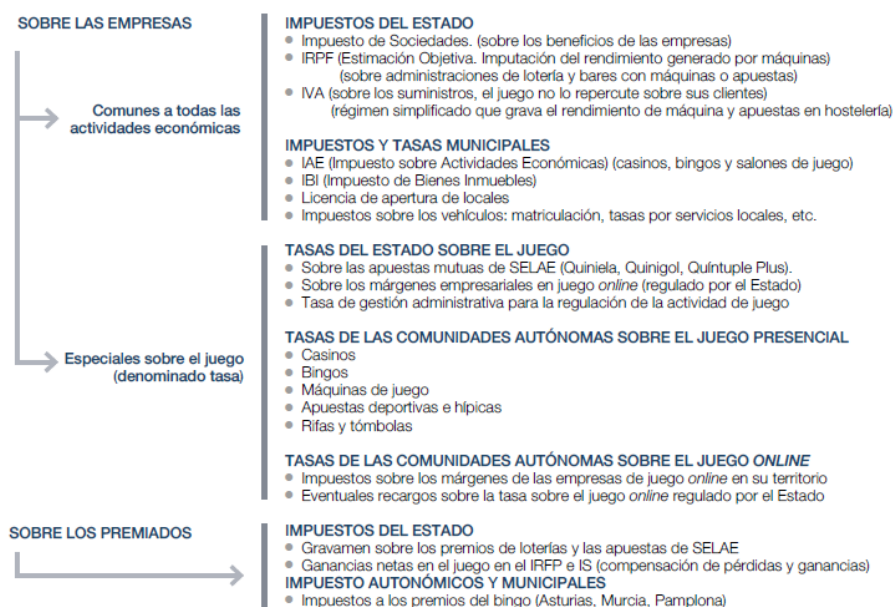 SOBRE LAS EMPRESAS
IMPUESTOS DEL ESTADO
● Impuesto de Sociedades. (sobre los beneficios de las empresas)
● IRPF (Estimación Objetiva. Imputación del rendimiento generado por máquinas)
(sobre administraciones de lotería y bares con máquinas o apuestas)
● IVA (sobre los suministros, el juego no lo repercute sobre sus clientes)
(régimen simplificado que grava el rendimiento de máquina y apuestas en hostelería)
Comunes a todas las
actividades económicas
IMPUESTOS Y TASAS MUNICIPALES
● IAE (Impuesto sobre Actividades Económicas) (casinos, bingos y salones de juego)
● IBI (Impuesto de Bienes Inmuebles)
● Licencia de apertura de locales
● Impuestos sobre los vehículos: matriculación, tasas por servicios locales, etc.
TASAS DEL ESTADO SOBRE EL JUEGO
● Sobre las apuestas mutuas de SELAE (Quiniela, Quinigol, Quíntuple Plus).
● Sobre los márgenes empresariales en juego online (regulado por el Estado)
● Tasa de gestión administrativa para la regulación de la actividad de juego
Especiales sobre el juego
(denominado tasa)
TASAS DE LAS COMUNIDADES AUTÓNOMAS SOBRE EL JUEGO PRESENCIAL
● Casinos
● Bingos
● Máquinas de juego
● Apuestas deportivas e hípicas
● Rifas y tómbolas
TASAS DE LAS COMUNIDADES AUTÓNOMAS SOBRE EL JUEGO ONLINE
● Impuestos sobre los márgenes de las empresas de juego online en su territorio
● Eventuales recargos sobre la tasa sobre el juego online regulado por el Estado
SOBRE LOS PREMIADOS
IMPUESTOS DEL ESTADO
● Gravamen sobre los premios de loterías y las apuestas de SELAE
● Ganancias netas en el juego en el IRFP e IS (compensación de pérdidas y ganancias)
IMPUESTO AUTONÓMICOS Y MUNICIPALES
● Impuestos a los premios del bingo (Asturias, Murcia, Pamplona)